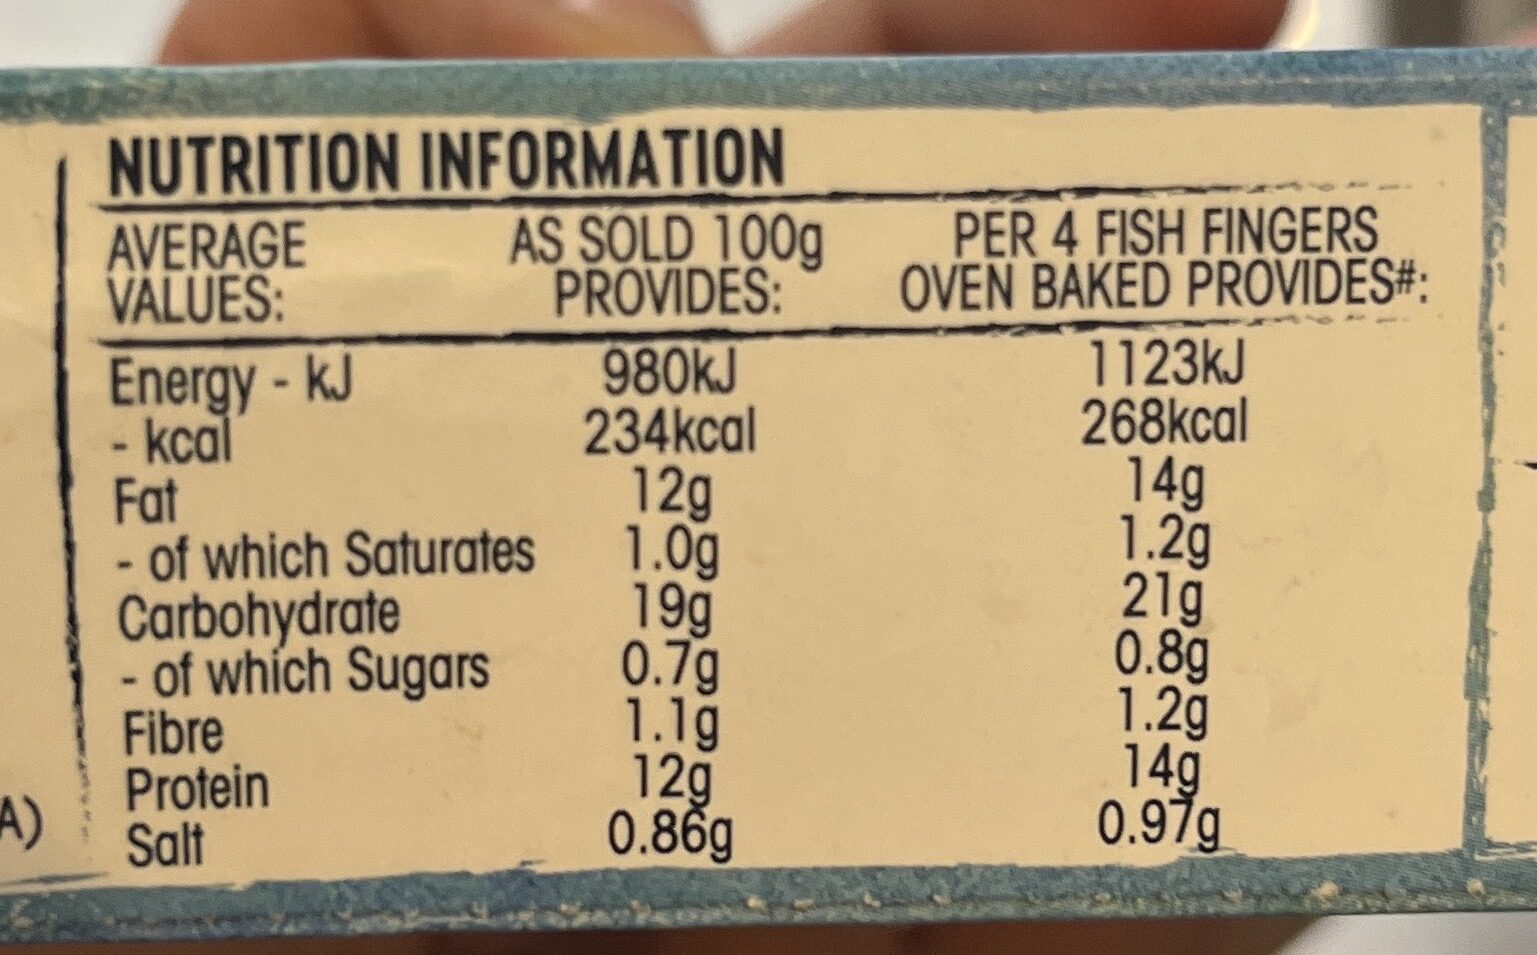 NUTRITION INFORMATION
AVERAGE VALUES: AS SOLD 100g PROVIDES: PER 4 FISH FINGERS OVEN BAKED PROVIDES#:
Energy - kJ 980kJ 1123kJ
- kcal 234kcal 268kcal
Fat 12g 14g
- of which Saturates 1.0g 1.2g
Carbohydrate 19g 21g
- of which Sugars 0.7g 0.8g
Fibre 1.1g 1.2g
Protein 12g 14g
Salt 0.86g 0.97g
A)